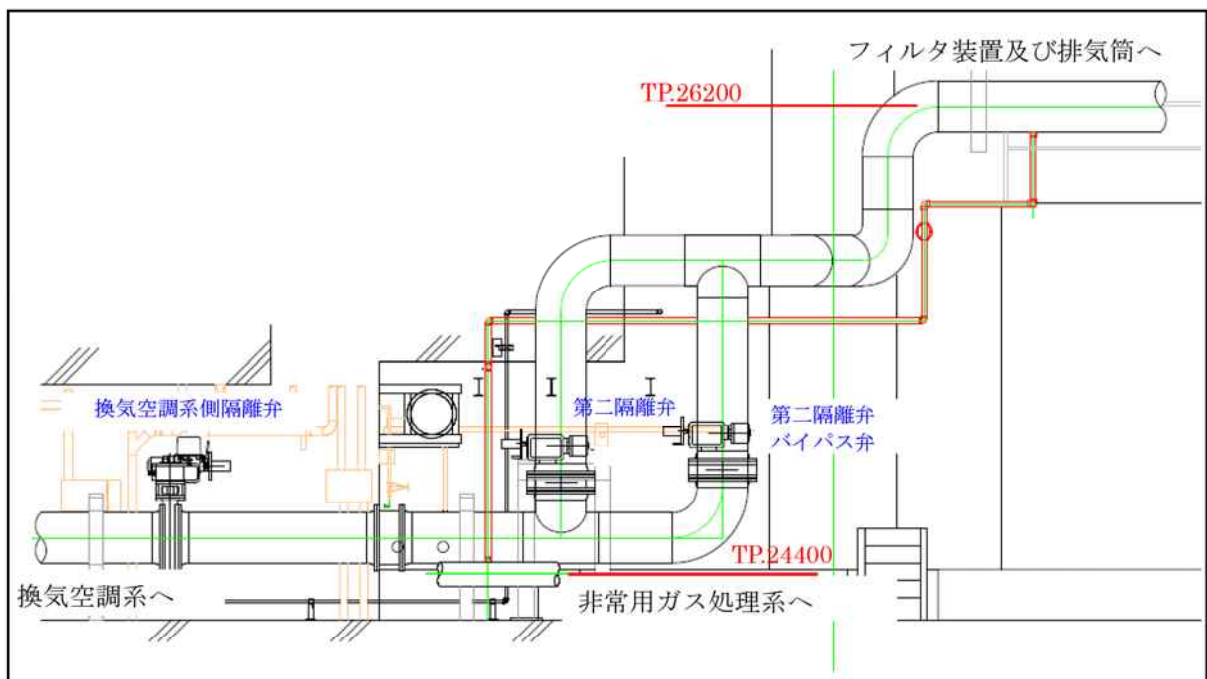 フィルタ装置及び排気筒へ
TP.26200
換気空調系側隔離弁
第二隔離弁
第二隔離弁
バイパス弁
TP.24400
換気空調系へ
非常用ガス処理系へ